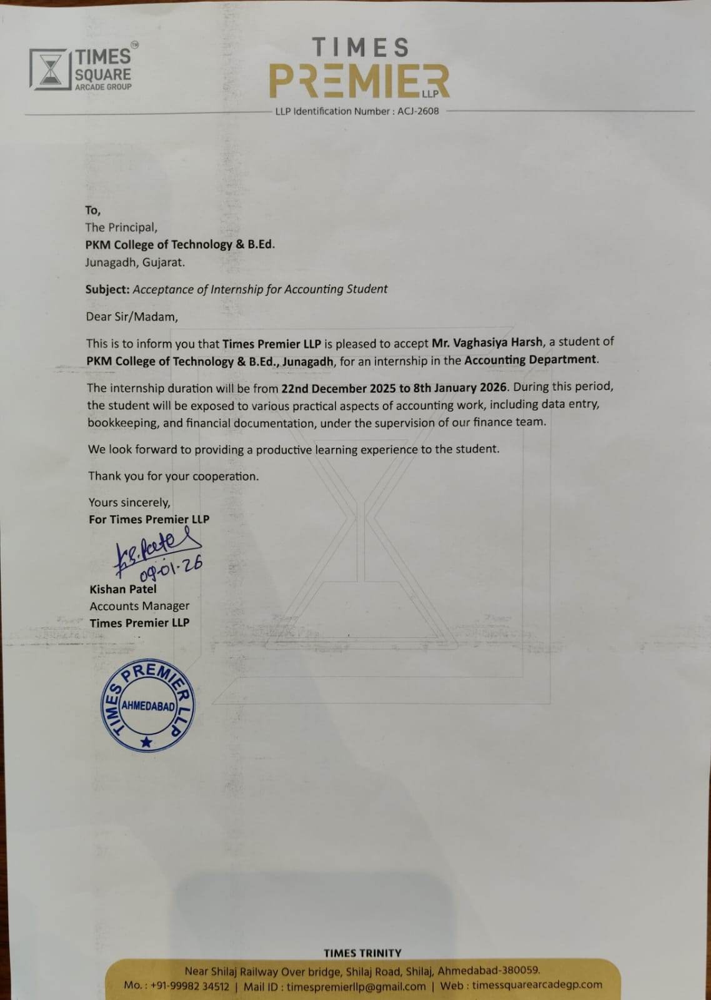 TIMES
SQUARE
ARCADE GROUP
TM
TIMES
PREMIER
LLP
LLP Identification Number : ACJ-2608
To,
The Principal,
PKM College of Technology & B.Ed.
Junagadh, Gujarat.
Subject: Acceptance of Internship for Accounting Student
Dear Sir/Madam,
This is to inform you that Times Premier LLP is pleased to accept Mr. Vaghasiya Harsh, a student of
PKM College of Technology & B.Ed., Junagadh, for an internship in the Accounting Department.
The internship duration will be from 22nd December 2025 to 8th January 2026. During this period,
the student will be exposed to various practical aspects of accounting work, including data entry,
bookkeeping, and financial documentation, under the supervision of our finance team.
We look forward to providing a productive learning experience to the student.
Thank you for your cooperation.
Yours sincerely,
For Times Premier LLP
K.S.Patel
09-01-26
Kishan Patel
Accounts Manager
Times Premier LLP
TIMES PREMIER LLP
AHMEDABAD
TIMES TRINITY
Near Shilaj Railway Over bridge, Shilaj Road, Shilaj, Ahmedabad-380059.
Mo. : +91-99982 34512 | Mail ID : timespremierllp@gmail.com | Web : timessquarearcadegp.com